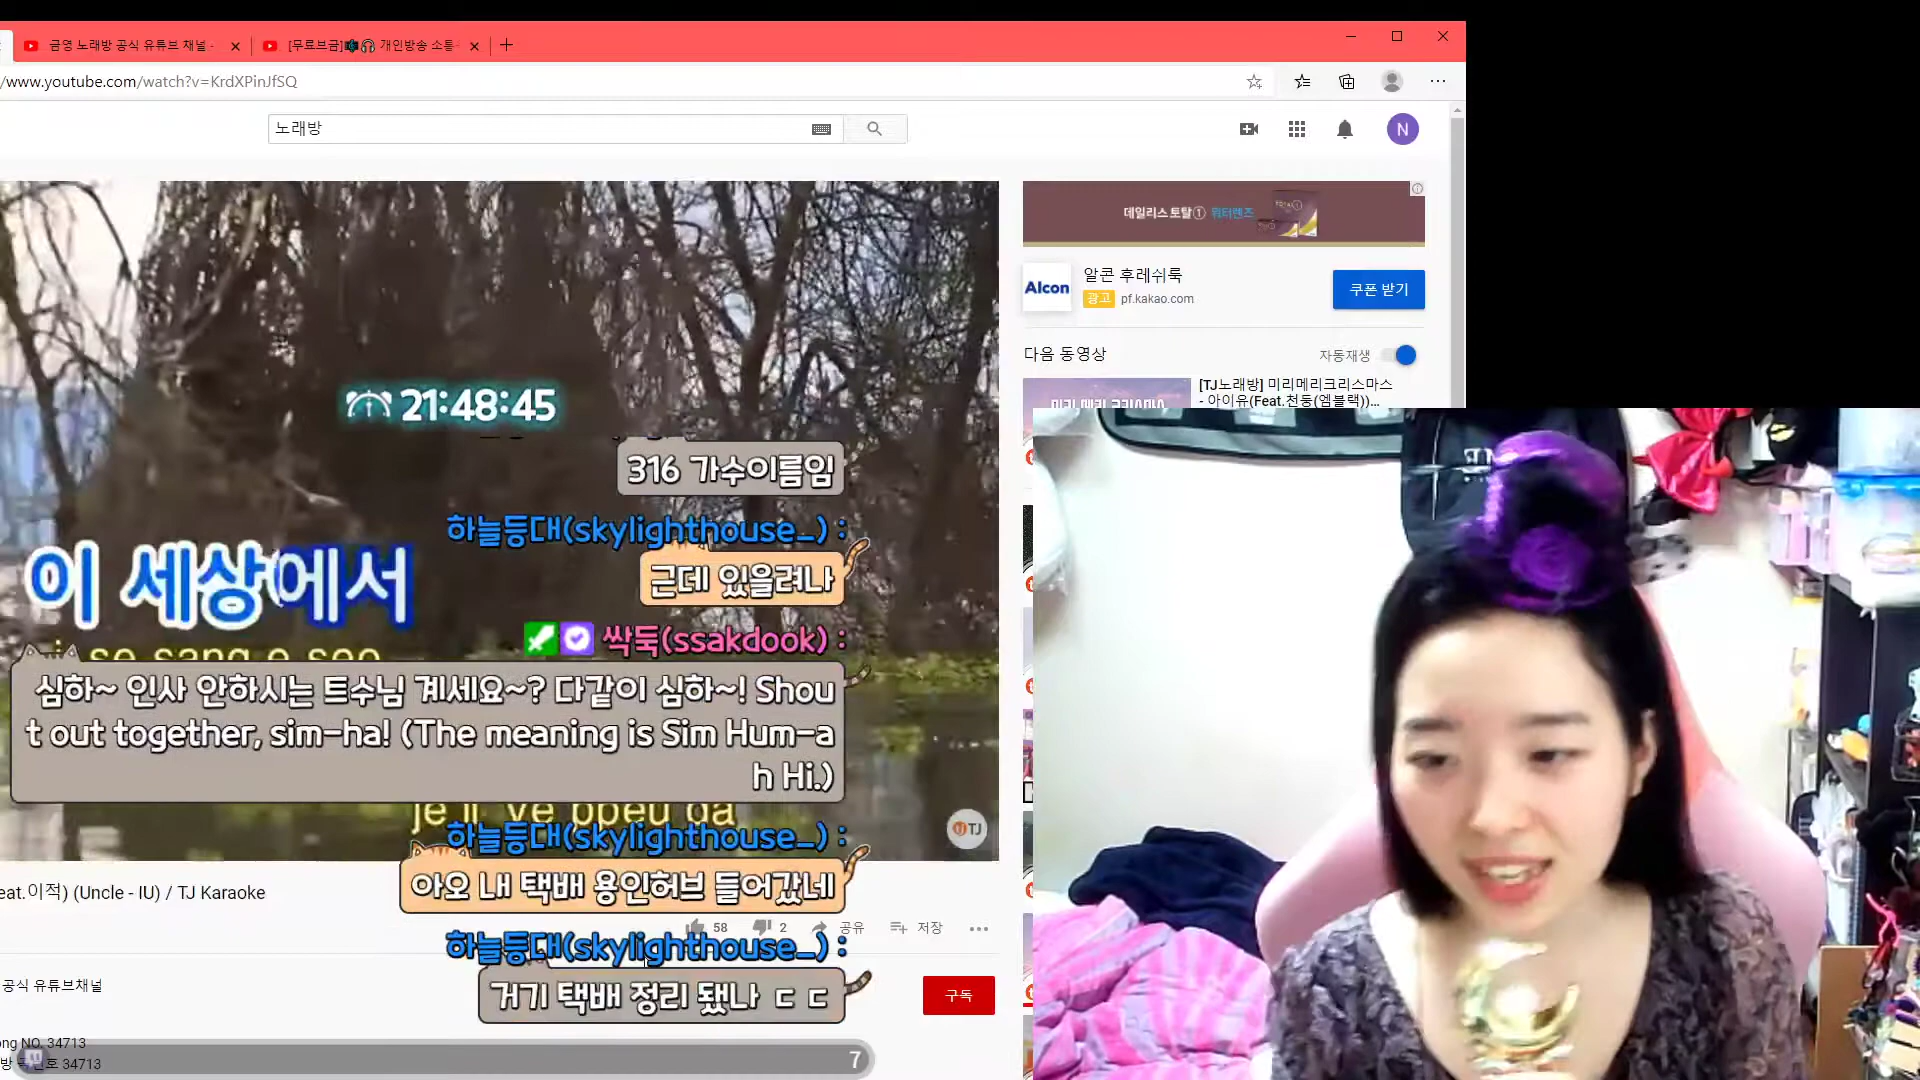 금영 노래방 공식 유튜브 채널 -
[무료브금] 개인방송 소통
/www.youtube.com/watch?v=KrdXPinJfSQ
노래방
N
데일리스 토탈① 워터렌즈
Alcon
알콘 후레쉬룩
광고 pf.kakao.com
쿠폰 받기
다음 동영상
자동재생
[TJ노래방] 미리메리크리스마스
- 아이유(Feat.천둥(엠블랙))...
21:48:45
316 가수이름임
하늘등대(skylighthouse_) :
근데 있을려나
이 세상에서
i se sang e seo
싹둑(ssakdook) :
심하~ 인사 안하시는 트수님 계세요~? 다같이 심하~! Shou
t out together, sim-ha! (The meaning is Sim Hum-a
h Hi.)
je il ye ppeu da
TJ
하늘등대(skylighthouse_) :
아오 내 택배 용인허브 들어갔네
eat.이적) (Uncle - IU) / TJ Karaoke
58
2
공유
저장
하늘등대(skylighthouse_) :
거기 택배 정리 됐나 ㄷㄷ
공식 유튜브채널
구독
ong NO. 34713
34713
7